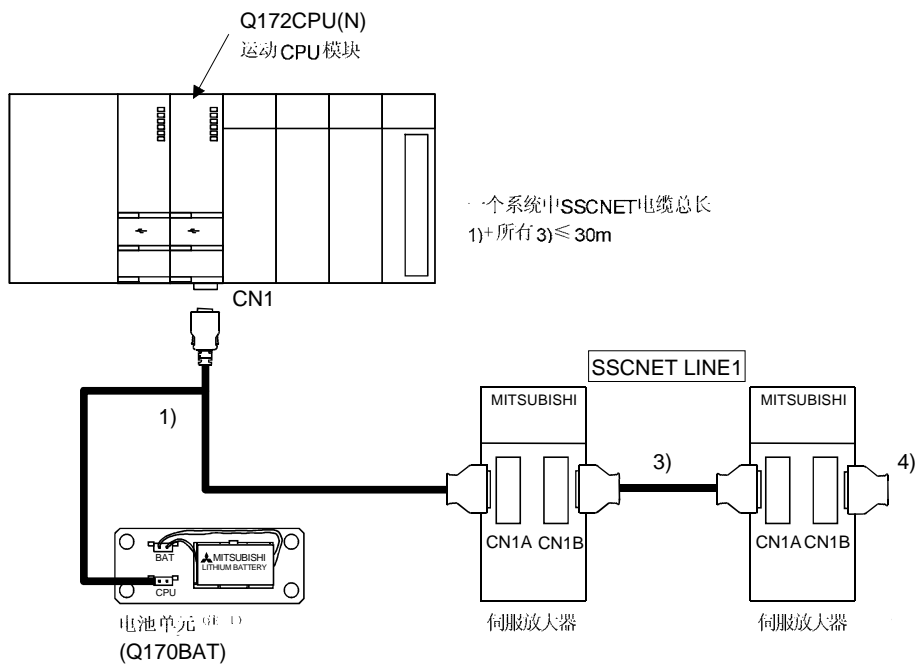 Q172CPU(N)
运动CPU模块
一个系统中SSCNET电缆总长
1)+所有3)≤30m
CN1
SSCNET LINE1
MITSUBISHI
MITSUBISHI
1)
3)
4)
CN1A CN1B
CN1A CN1B
BAT
MITSUBISHI
LITHIUM BATTERY
CPU
电池单元
(Q170BAT)
伺服放大器
伺服放大器